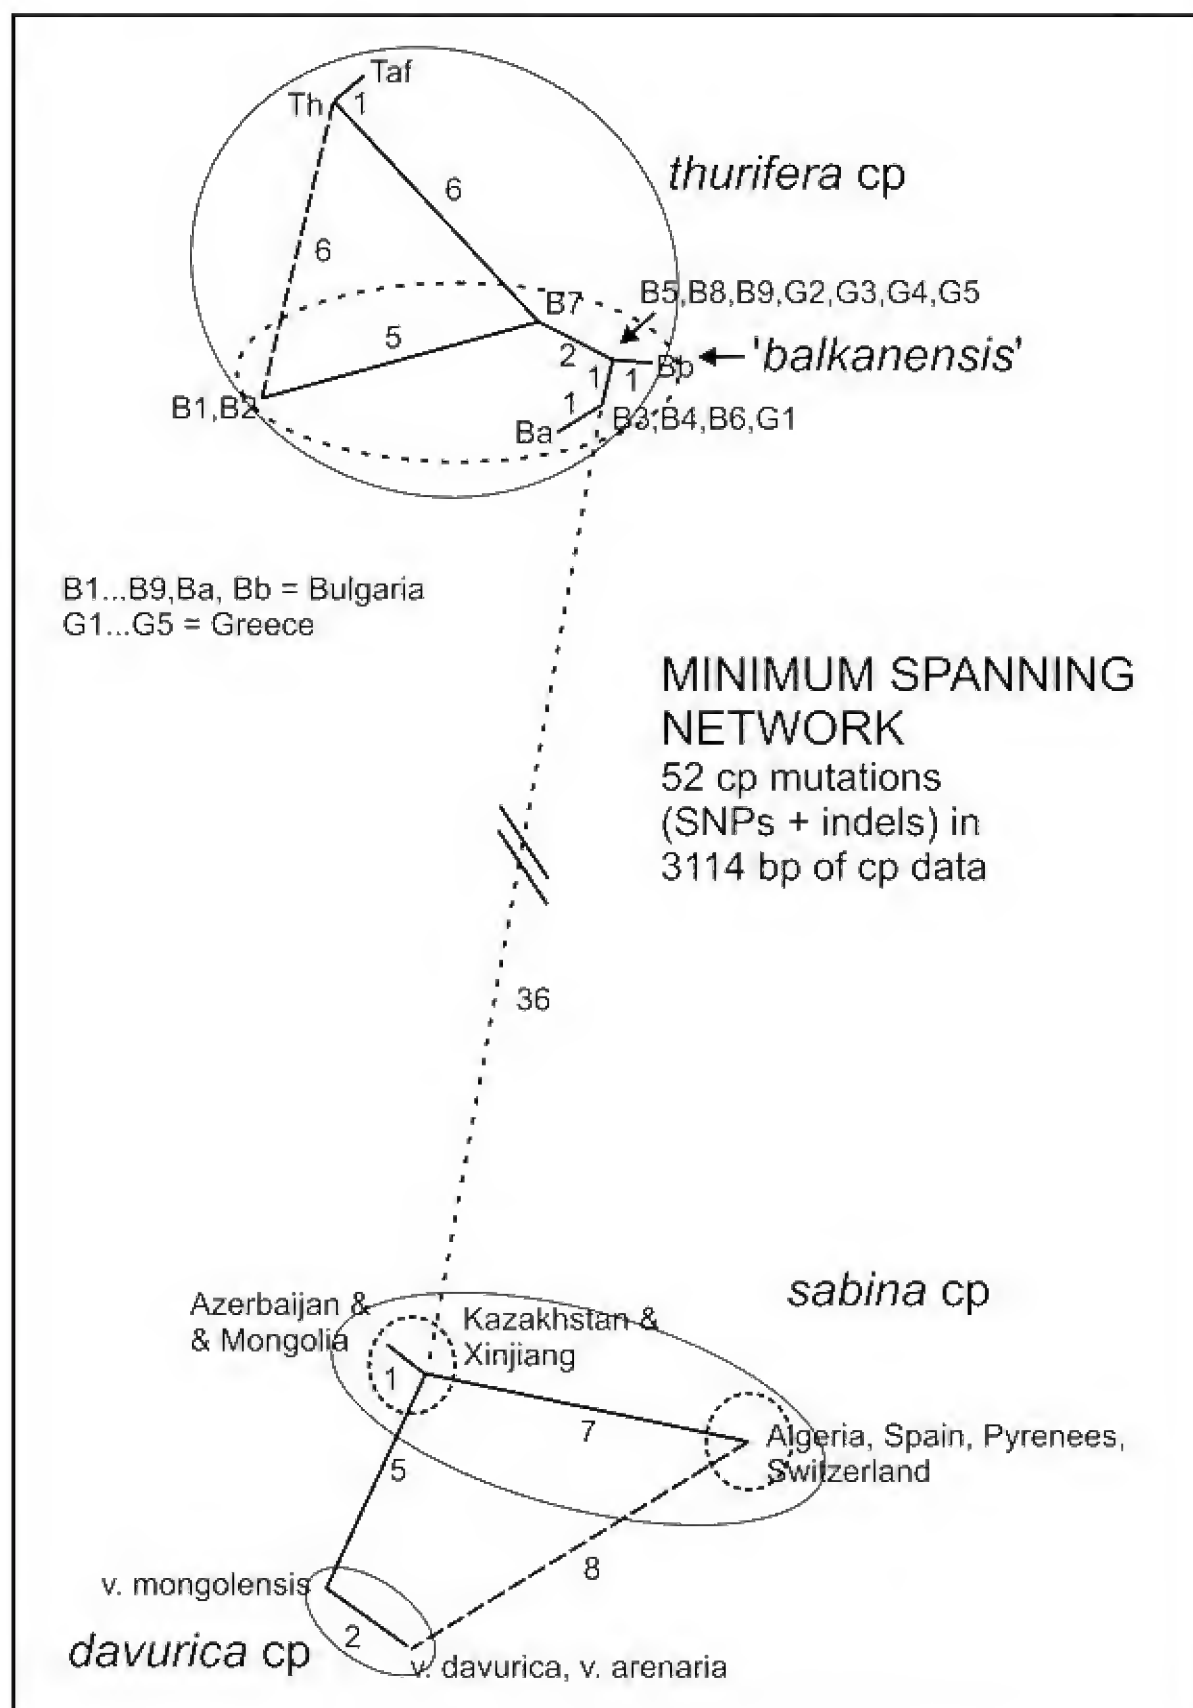 Taf
Th
1
thurifera cp
6
6
B5,B8,B9,G2,G3,G4,G5
B7
5
2
'balkanensis'
Bb
1
1
1
B1,B2
B3,B4,B6,G1
Ba
B1...B9,Ba, Bb = Bulgaria
G1...G5 = Greece
MINIMUM SPANNING
NETWORK
52 cp mutations
(SNPs + indels) in
3114 bp of cp data
36
sabina cp
Azerbaijan &
& Mongolia
Kazakhstan &
Xinjiang
1
7
Algeria, Spain, Pyrenees,
Switzerland
5
8
v. mongolensis
2
davurica cp
v. davurica, v. arenaria